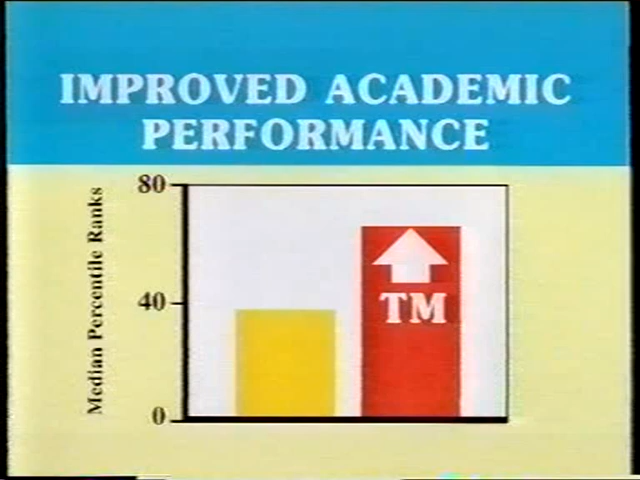 IMPROVED ACADEMIC
PERFORMANCE
Median Percentile Ranks
80
40
0
TM